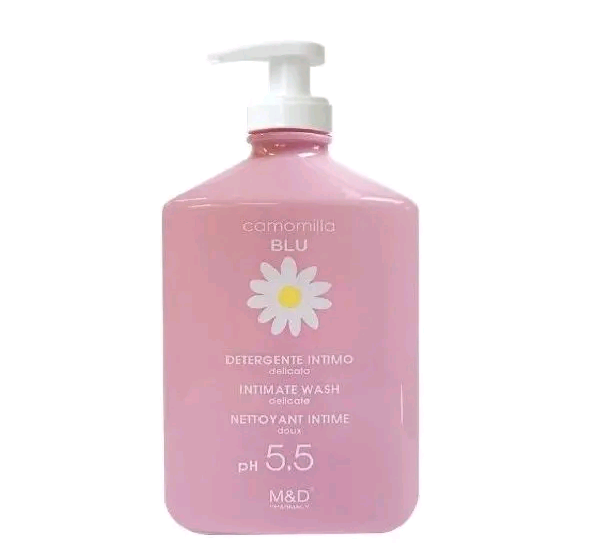 camomilla
BLU
DETERGENTE INTIMO
delicato
INTIMATE WASH
delicate
NETTOYANT INTIME
doux
pH 5.5
M&D